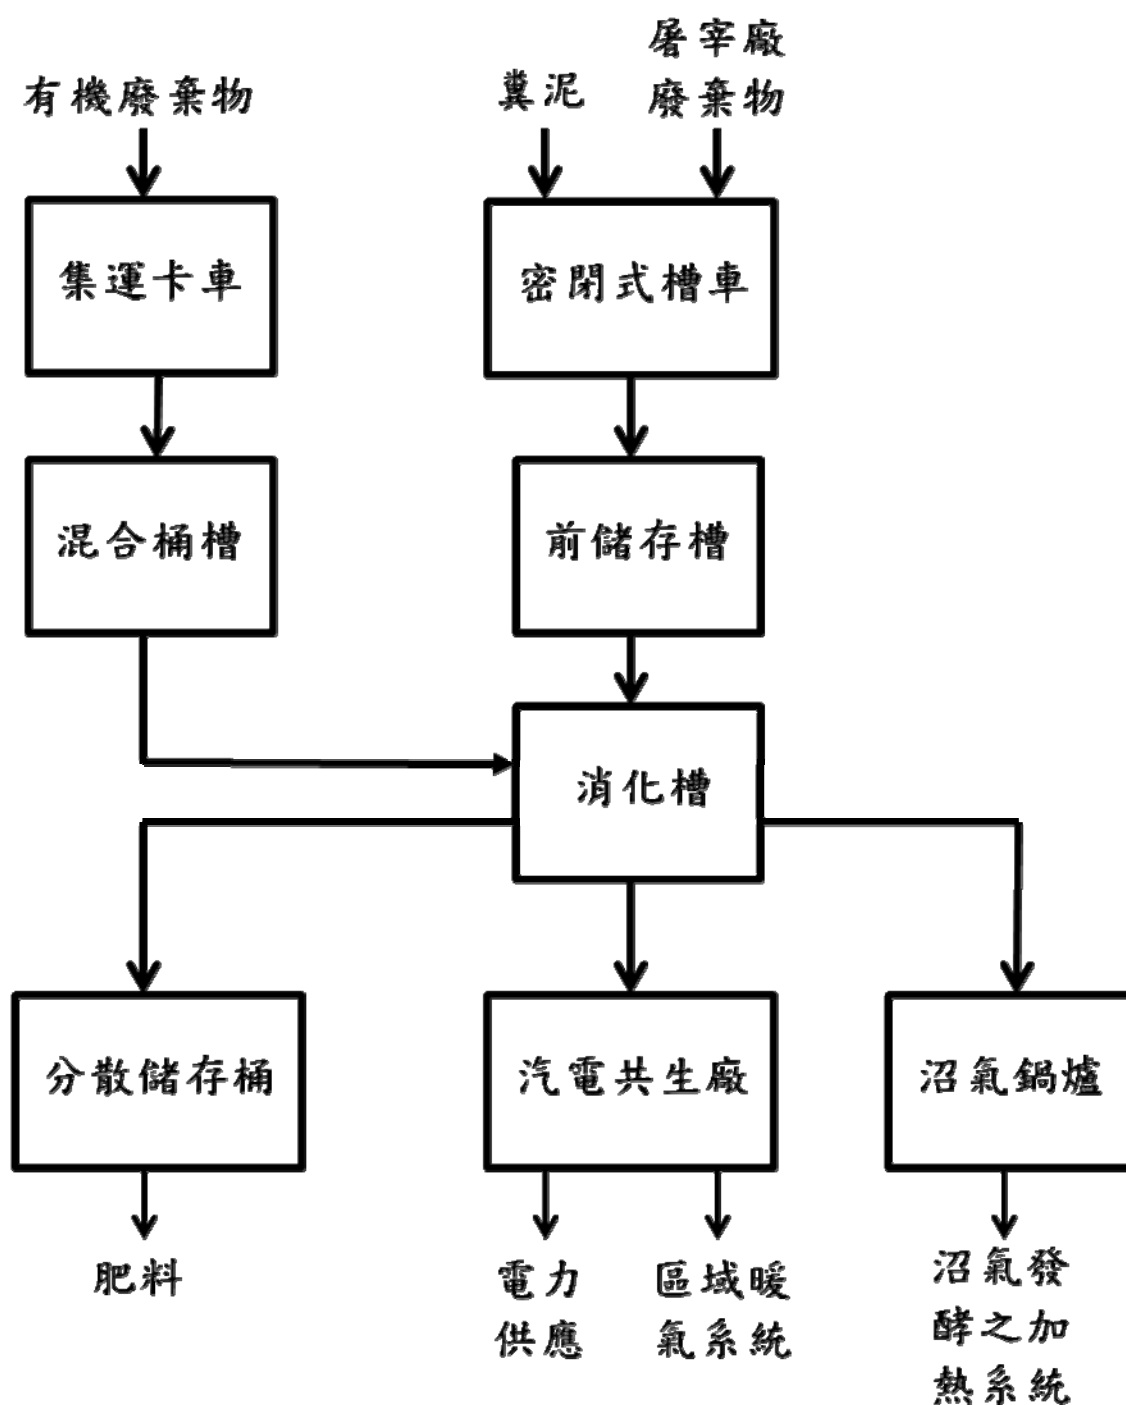 有機廢棄物
糞泥
屠宰廠
廢棄物
集運卡車
密閉式槽車
混合桶槽
前儲存槽
消化槽
分散儲存桶
汽電共生廠
沼氣鍋爐
肥料
電力
供應
區域暖
氣系統
沼氣發
酵之加
熱系統